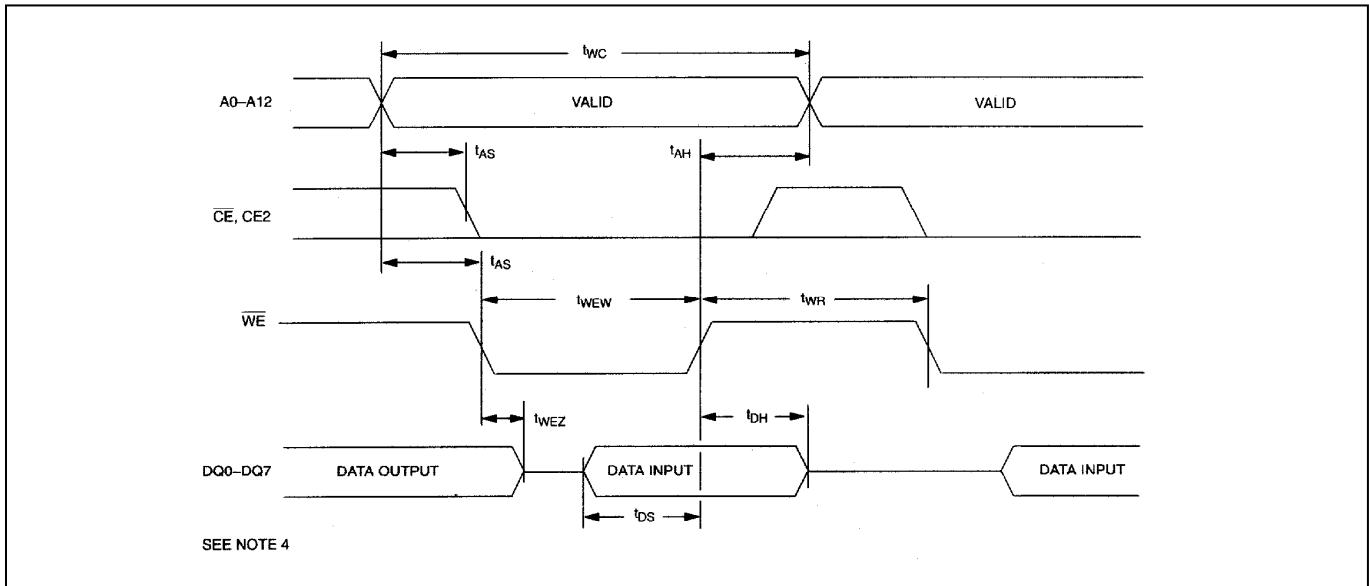 tWC
A0–A12 VALID VALID
tAS tAH
CE, CE2
tAS
tWEW tWR
WE
tWEZ tDH
DQ0–DQ7 DATA OUTPUT DATA INPUT DATA INPUT
tDS
SEE NOTE 4